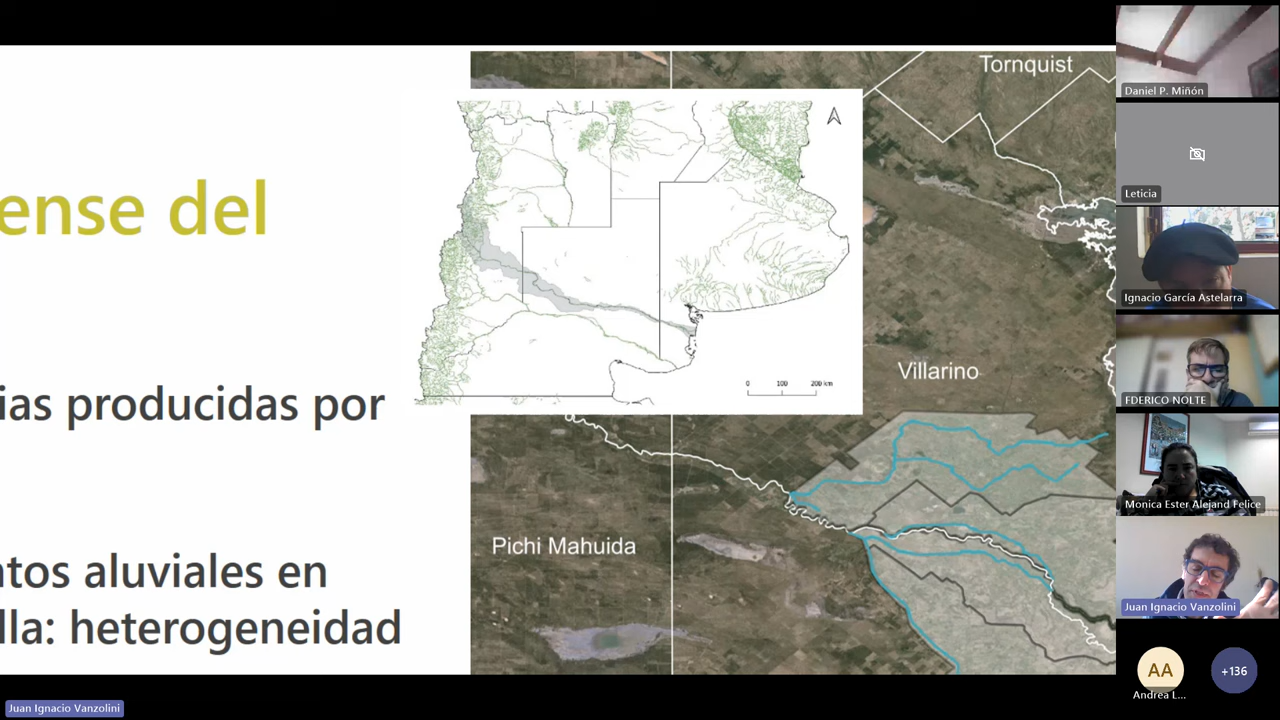 ense del
ias producidas por
ntos aluviales en
lla: heterogeneidad
Tornquist
0 100 200 km
Villarino
Pichi Mahuida
Daniel P. Miñón
Leticia
Ignacio García Astelarra
FDERICO NOLTE
Monica Ester Alejand Felice
Juan Ignacio Vanzolini
AA
Andrea L...
+136
Juan Ignacio Vanzolini